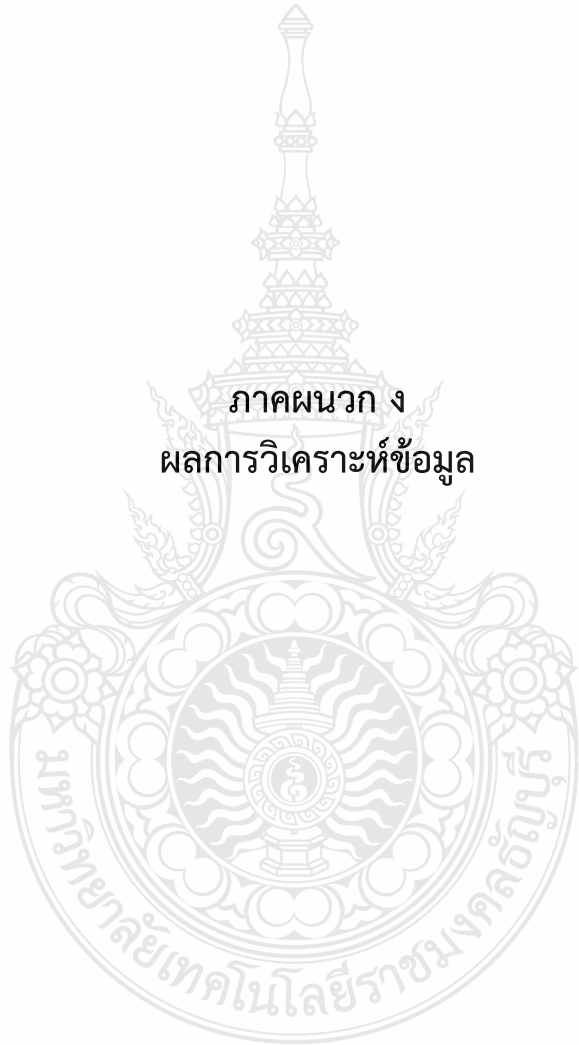 ภาคผนวก ง
ผลการวิเคราะห์ข้อมูล
มหาวิทยาลัยเทคโนโลยีราชมงคลธัญบุรี